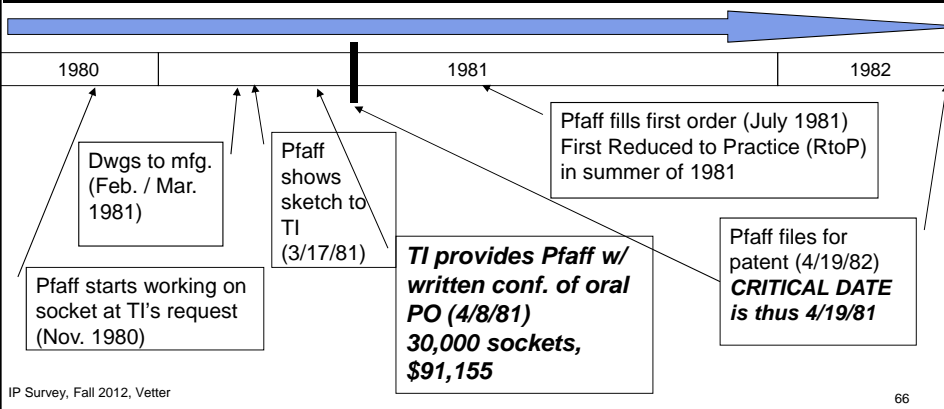 1980
1981
1982
Pfaff fills first order (July 1981)
First Reduced to Practice (RtoP)
in summer of 1981
Dwgs to mfg.
(Feb. / Mar.
1981)
Pfaff
shows
sketch to
TI
(3/17/81)
Pfaff files for
patent (4/19/82)
CRITICAL DATE
is thus 4/19/81
TI provides Pfaff w/
written conf. of oral
PO (4/8/81)
30,000 sockets,
$91,155
Pfaff starts working on
socket at TI's request
(Nov. 1980)
IP Survey, Fall 2012, Vetter
66